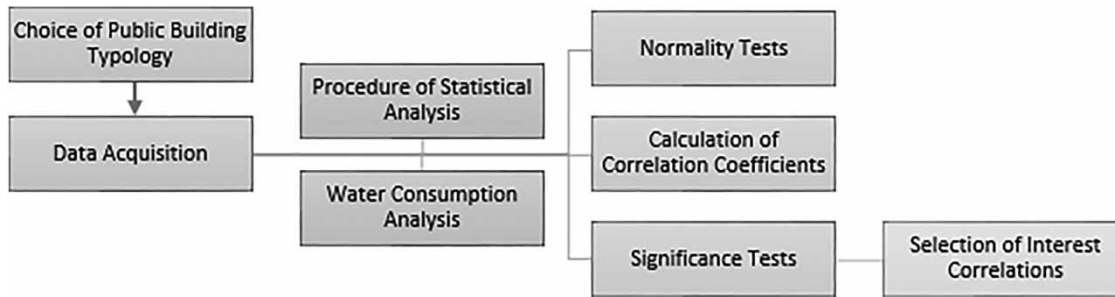 Choice of Public Building
Typology
Data Acquisition
Procedure of Statistical
Analysis
Water Consumption
Analysis
Normality Tests
Calculation of
Correlation Coefficients
Significance Tests
Selection of Interest
Correlations